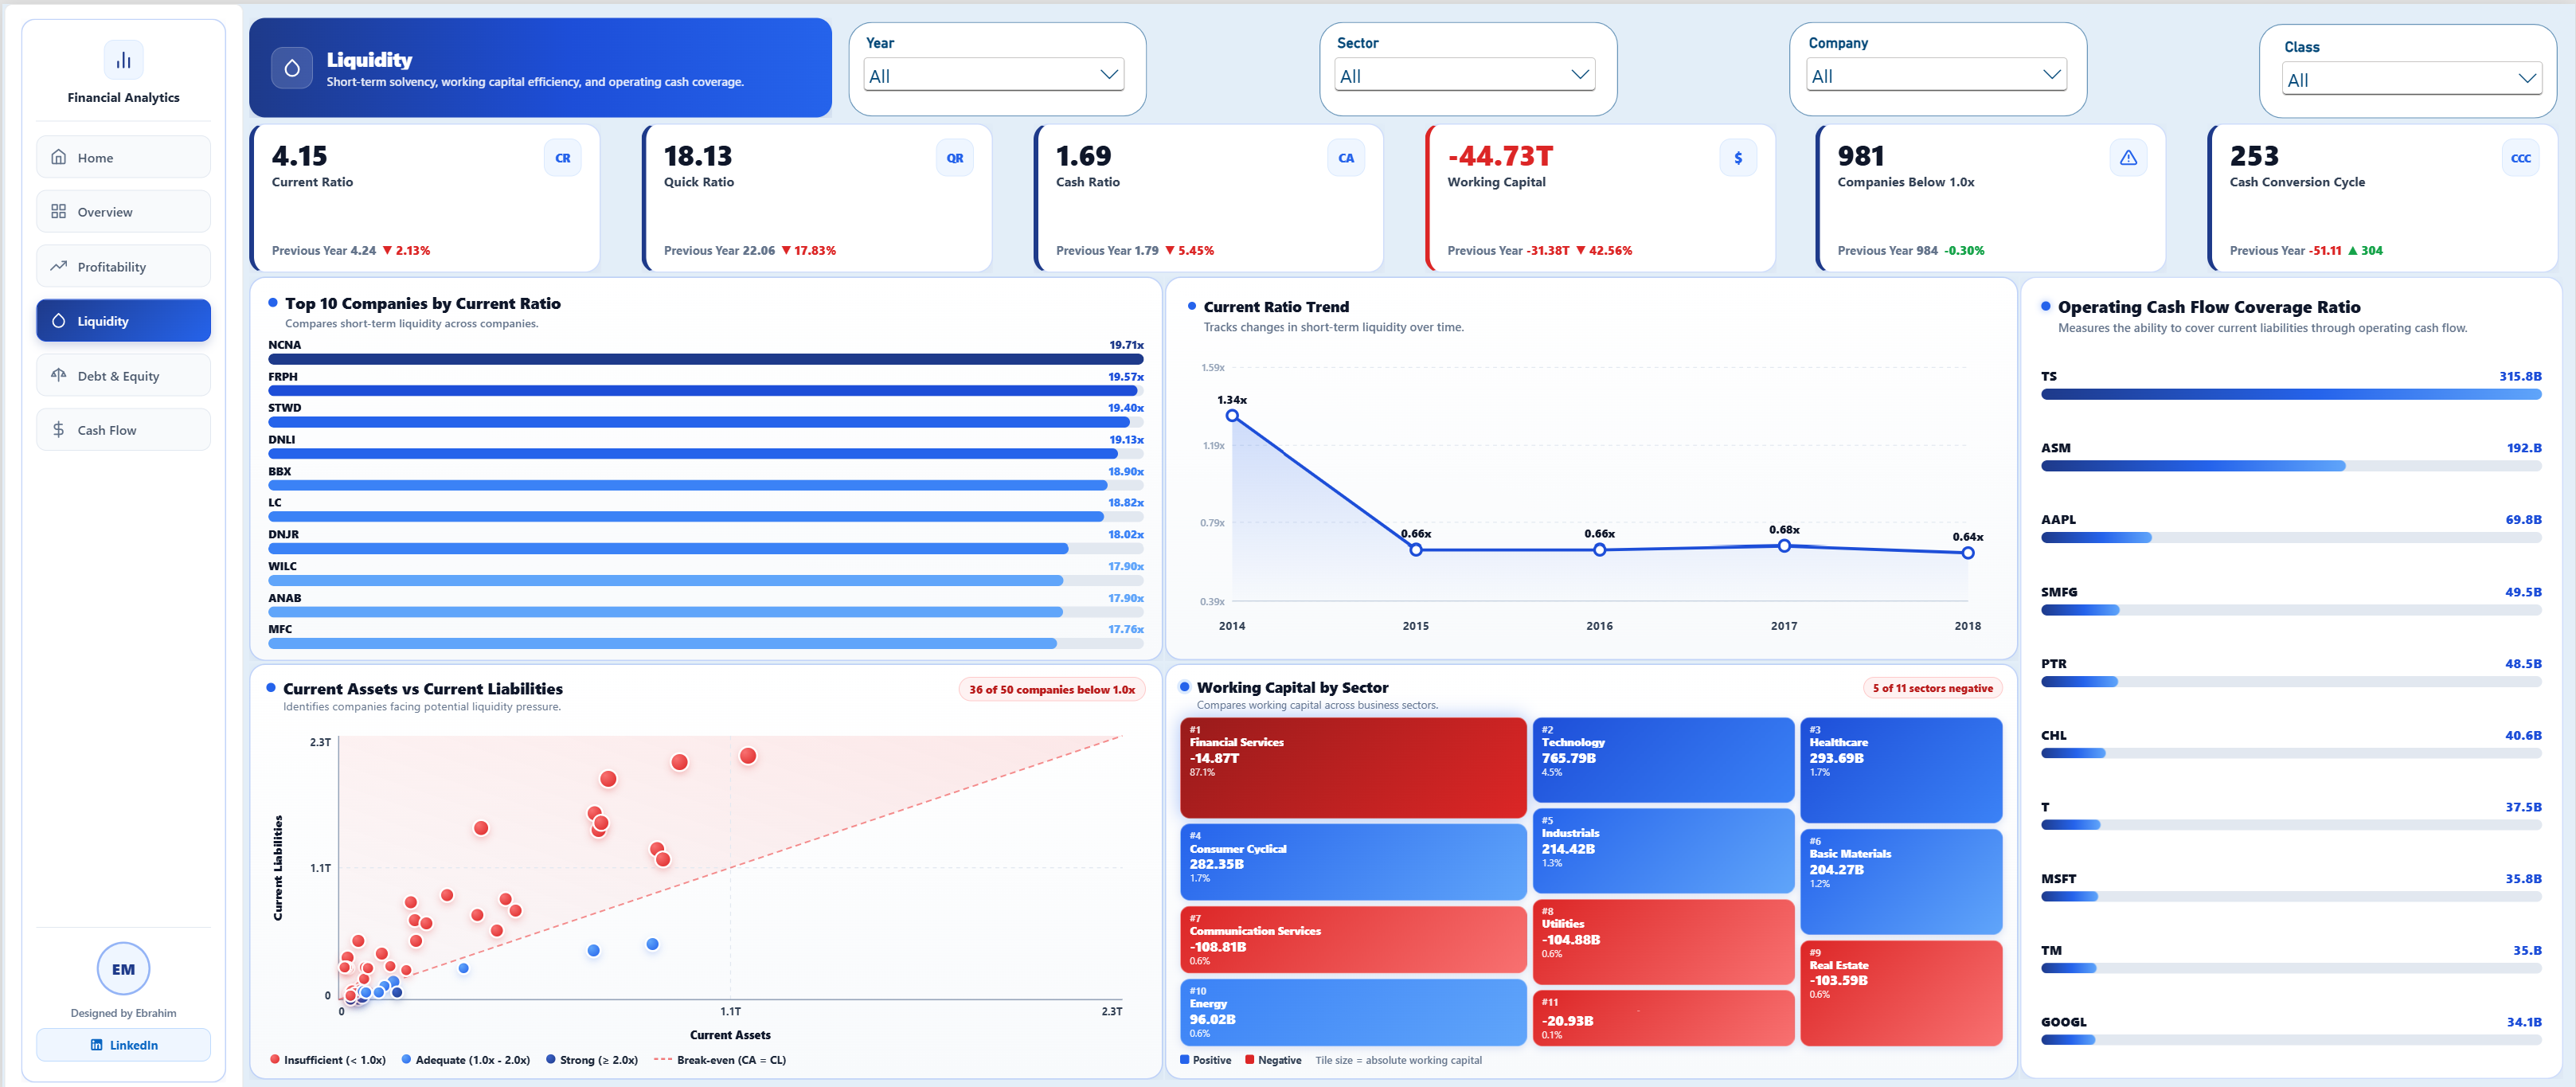 Financial Analytics
Home
Overview
Profitability
Liquidity
Debt & Equity
Cash Flow
EM
Designed by Ebrahim
LinkedIn
Liquidity
Short-term solvency, working capital efficiency, and operating cash coverage.
Year
All
Sector
All
Company
All
Class
All
4.15
CR
Current Ratio
Previous Year 4.24 ▼ 2.13%
18.13
QR
Quick Ratio
Previous Year 22.06 ▼ 17.83%
1.69
CA
Cash Ratio
Previous Year 1.79 ▼ 5.45%
-44.73T
$
Working Capital
Previous Year -31.38T ▼ 42.56%
981
Companies Below 1.0x
Previous Year 984 -0.30%
253
CCC
Cash Conversion Cycle
Previous Year -51.11 ▲ 304
Top 10 Companies by Current Ratio
Compares short-term liquidity across companies.
NCNA 19.71x
FRPH 19.57x
STWD 19.40x
DNLI 19.13x
BBX 18.90x
LC 18.82x
DNJR 18.02x
WILC 17.90x
ANAB 17.90x
MFC 17.76x
Current Ratio Trend
Tracks changes in short-term liquidity over time.
1.59x
1.19x
0.79x
0.39x
1.34x
0.66x
0.66x
0.68x
0.64x
2014 2015 2016 2017 2018
Operating Cash Flow Coverage Ratio
Measures the ability to cover current liabilities through operating cash flow.
TS 315.8B
ASM 192.B
AAPL 69.8B
SMFG 49.5B
PTR 48.5B
CHL 40.6B
T 37.5B
MSFT 35.8B
TM 35.B
GOOGL 34.1B
Current Assets vs Current Liabilities
36 of 50 companies below 1.0x
Identifies companies facing potential liquidity pressure.
Current Liabilities
2.3T
1.1T
0
0 1.1T 2.3T
Current Assets
Insufficient (< 1.0x) Adequate (1.0x - 2.0x) Strong (≥ 2.0x) Break-even (CA = CL)
Working Capital by Sector
5 of 11 sectors negative
Compares working capital across business sectors.
#1
Financial Services
-14.87T
87.1%
#2
Technology
765.79B
4.5%
#3
Healthcare
293.69B
1.7%
#4
Consumer Cyclical
282.35B
1.7%
#5
Industrials
214.42B
1.3%
#6
Basic Materials
204.27B
1.2%
#7
Communication Services
-108.81B
0.6%
#8
Utilities
-104.88B
0.6%
#9
Real Estate
-103.59B
0.6%
#10
Energy
96.02B
0.6%
#11
-20.93B
0.1%
Positive Negative Tile size = absolute working capital